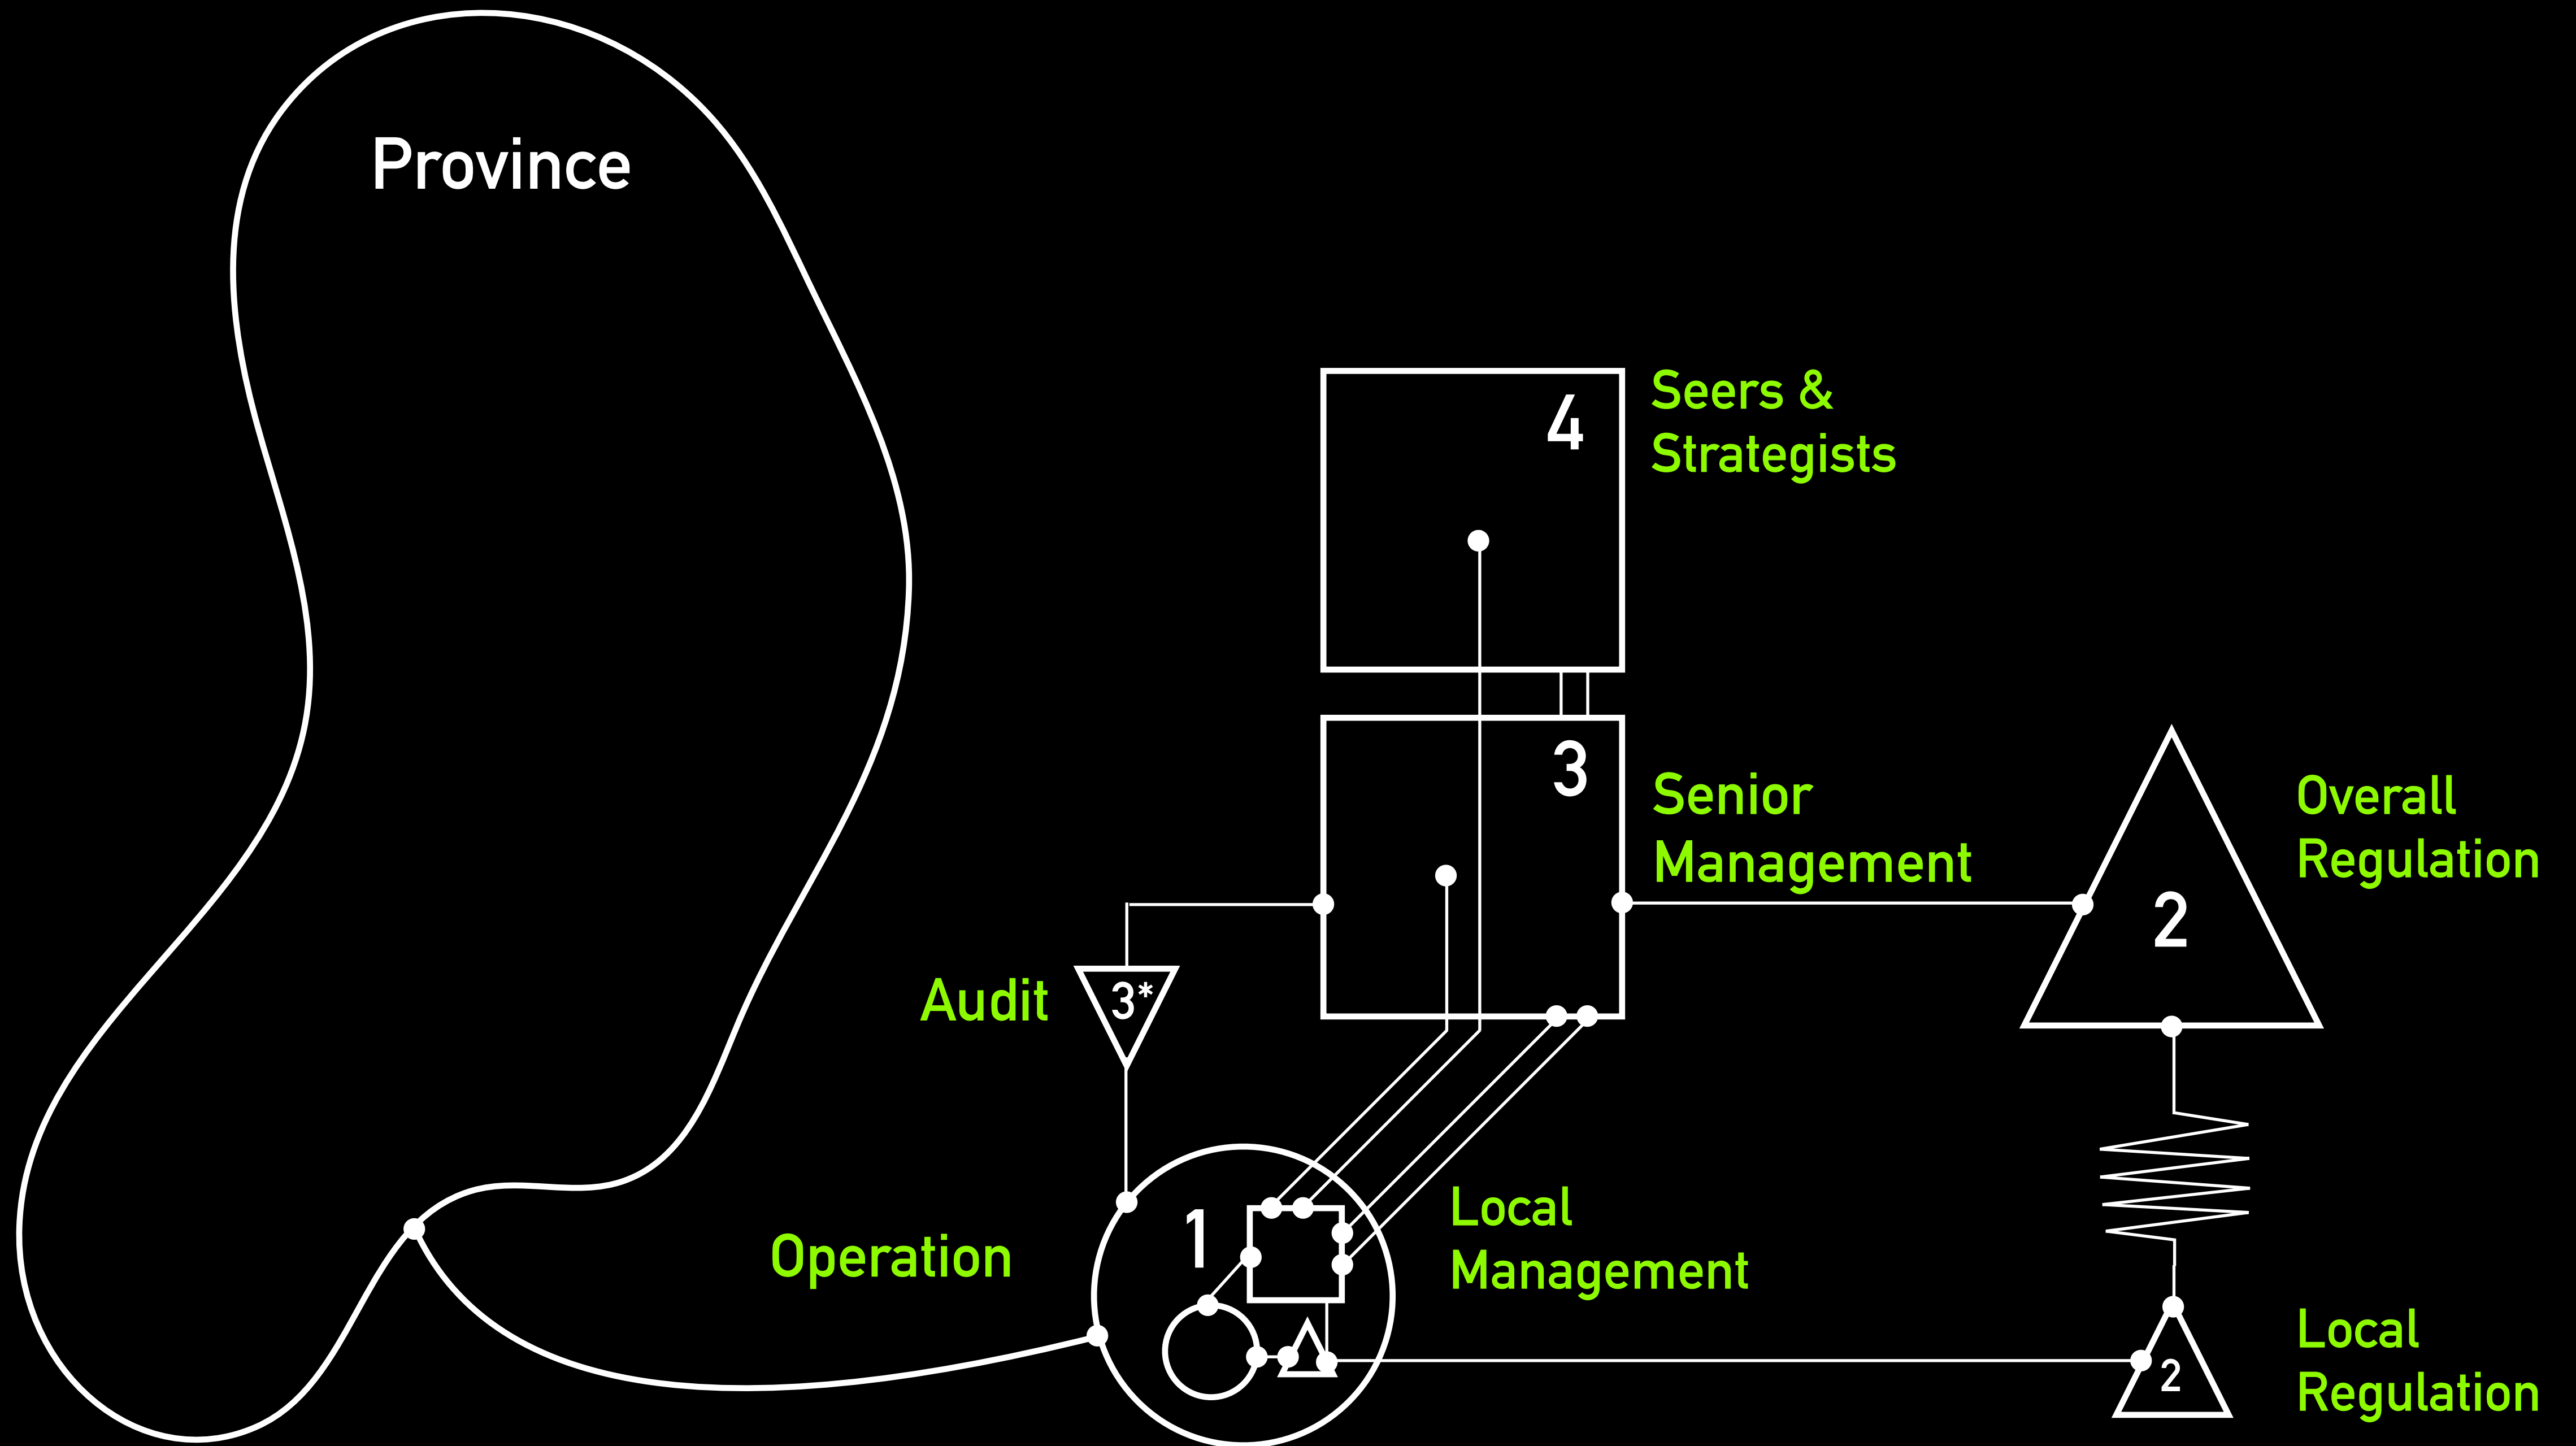 Province
4
Seers &
Strategists
3
Senior
Management
Overall
Regulation
2
Audit
3*
1
Operation
Local
Management
2
Local
Regulation